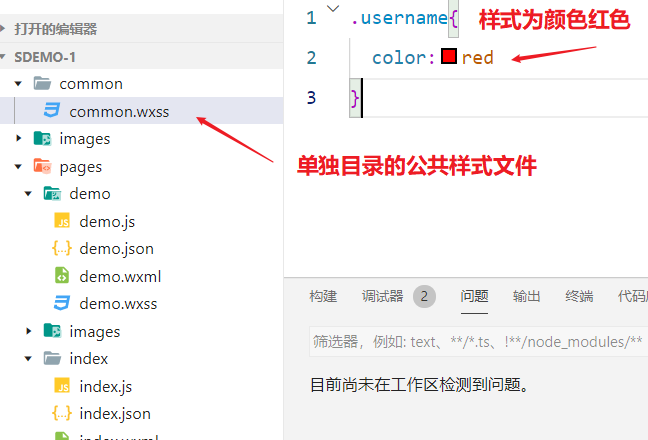 打开的编辑器
SDEMO-1
common
common.wxss
images
pages
demo
JS demo.js
{..} demo.json
demo.wxml
demo.wxss
images
index
JS index.js
{..} index.json
1 .username{
样式为颜色红色
2 color: red
3 }
单独目录的公共样式文件
构建 调试器 2 问题 输出 终端
筛选器，例如: text、**/*.ts、!**/node_modules/**
目前尚未在工作区检测到问题。